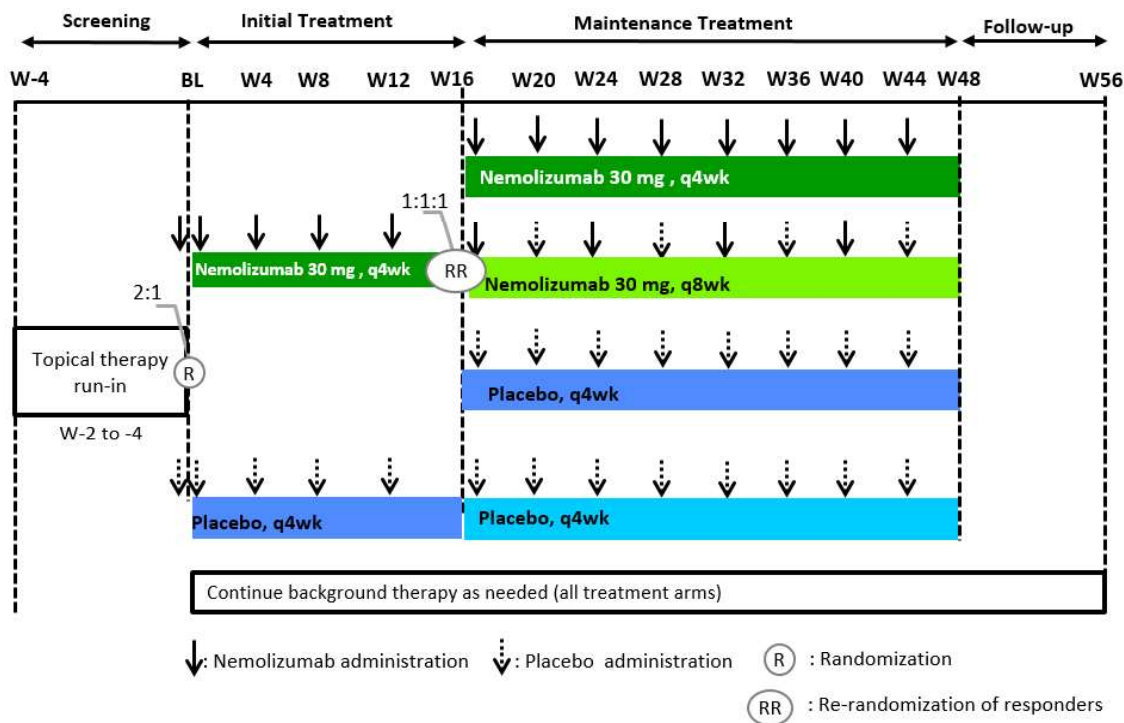 Screening Initial Treatment Maintenance Treatment Follow-up
W-4 BL W4 W8 W12 W16 W20 W24 W28 W32 W36 W40 W44 W48 W56
Nemolizumab 30 mg , q4wk
1:1:1
Nemolizumab 30 mg , q4wk
RR
Nemolizumab 30 mg, q8wk
2:1
Topical therapy
run-in
R
Placebo, q4wk
W-2 to -4
Placebo, q4wk
Placebo, q4wk
Continue background therapy as needed (all treatment arms)
: Nemolizumab administration : Placebo administration R : Randomization
RR : Re-randomization of responders